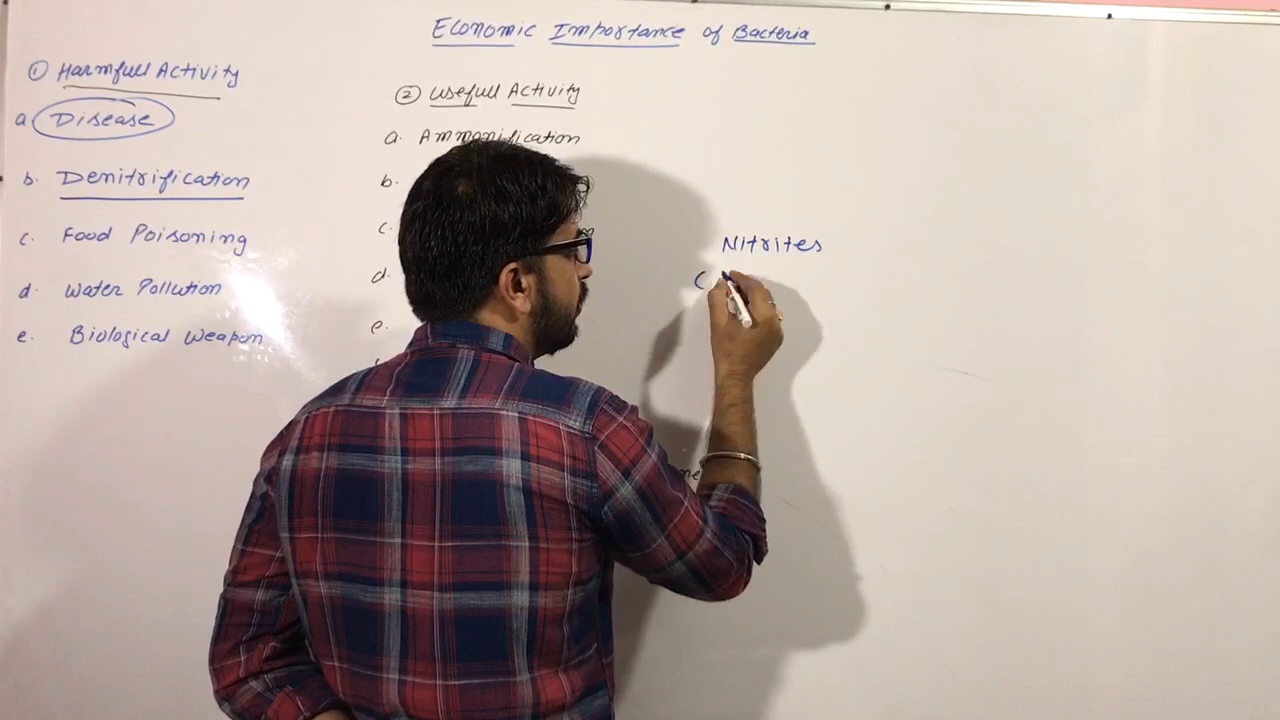 Economic Importance of Bacteria
① Harmfull Activity
a Disease
b. Denitrification
c. Food Poisoning
d. Water Pollution
e. Biological Weapon
② Usefull Activity
a. Ammonification
b.
c.
d.
e.
Nitrites
(